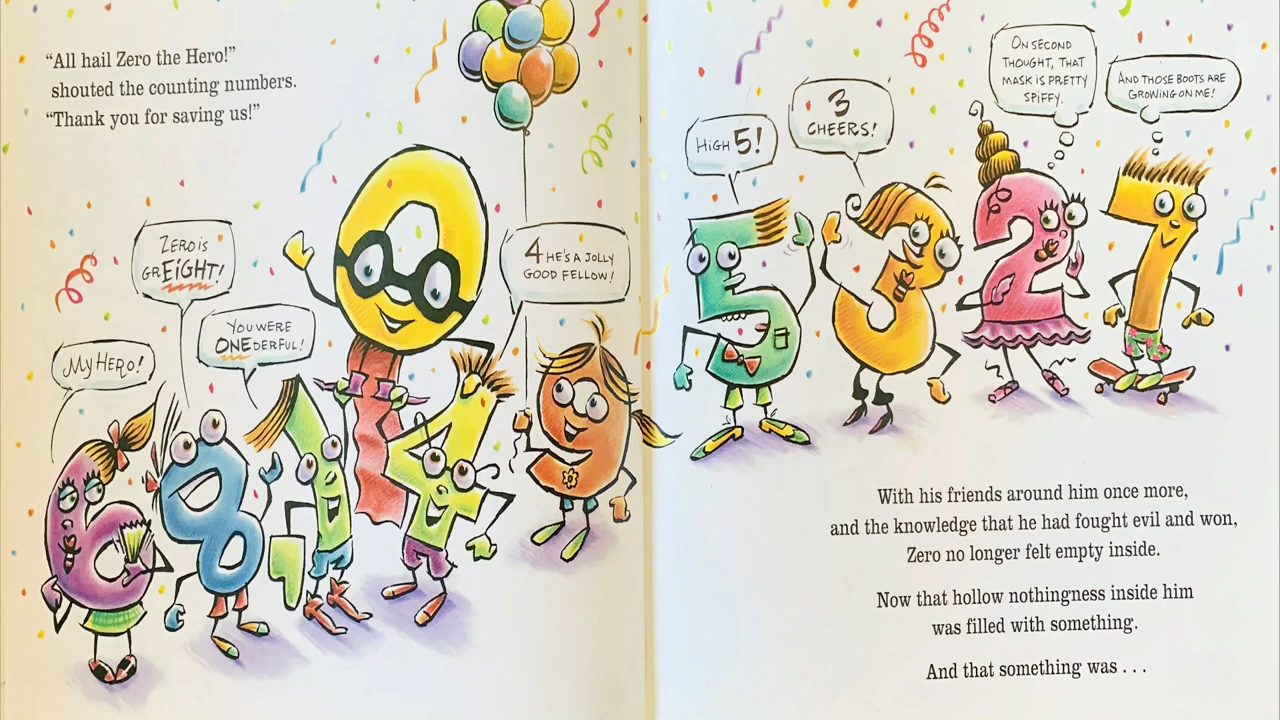 “All hail Zero the Hero!”
shouted the counting numbers.
“Thank you for saving us!”
MY HERO!
ZERO IS
GREIGHT!
YOU WERE
ONEDERFUL!
4 HE'S A JOLLY
GOOD FELLOW!
HIGH 5!
3
CHEERS!
ON SECOND
THOUGHT, THAT
MASK IS PRETTY
SPIFFY.
AND THOSE BOOTS ARE
GROWING ON ME!
With his friends around him once more,
and the knowledge that he had fought evil and won,
Zero no longer felt empty inside.
Now that hollow nothingness inside him
was filled with something.
And that something was . . .